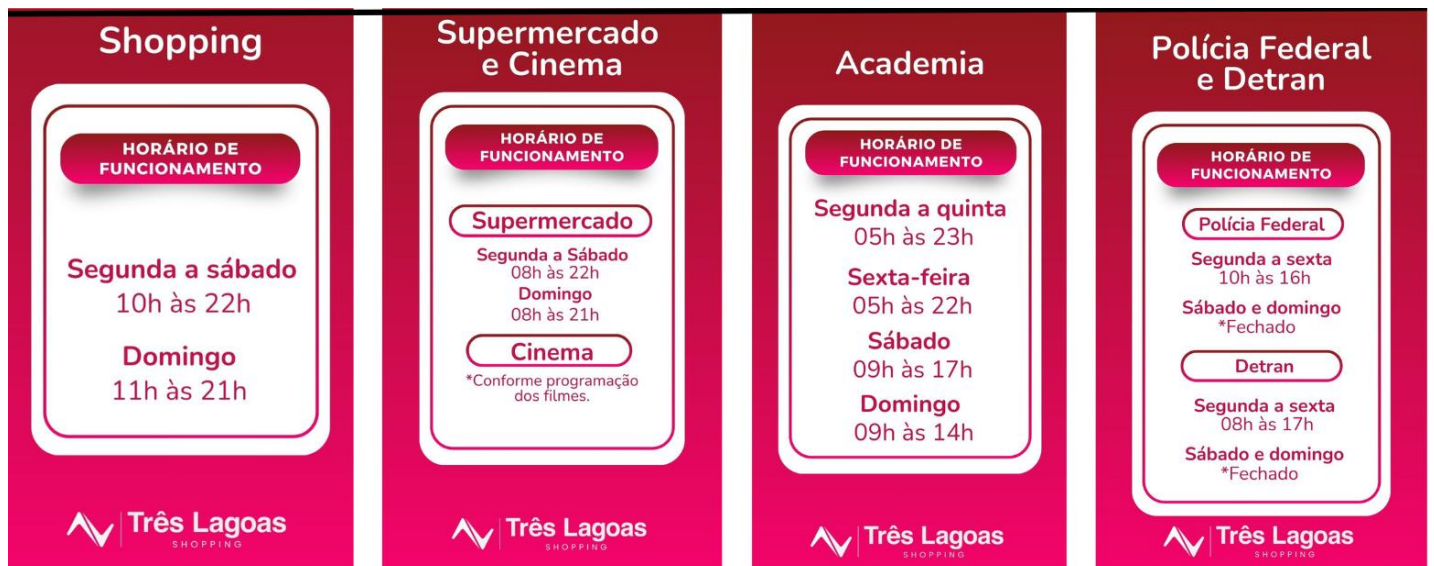 Shopping
HORÁRIO DE
FUNCIONAMENTO
Segunda a sábado
10h às 22h
Domingo
11h às 21h
Três Lagoas
SHOPPING
Supermercado
e Cinema
HORÁRIO DE
FUNCIONAMENTO
Supermercado
Segunda a Sábado
08h às 22h
Domingo
08h às 21h
Cinema
*Conforme programação
dos filmes.
Três Lagoas
SHOPPING
Academia
HORÁRIO DE
FUNCIONAMENTO
Segunda a quinta
05h às 23h
Sexta-feira
05h às 22h
Sábado
09h às 17h
Domingo
09h às 14h
Três Lagoas
SHOPPING
Polícia Federal
e Detran
HORÁRIO DE
FUNCIONAMENTO
Polícia Federal
Segunda a sexta
10h às 16h
Sábado e domingo
*Fechado
Detran
Segunda a sexta
08h às 17h
Sábado e domingo
*Fechado
Três Lagoas
SHOPPING